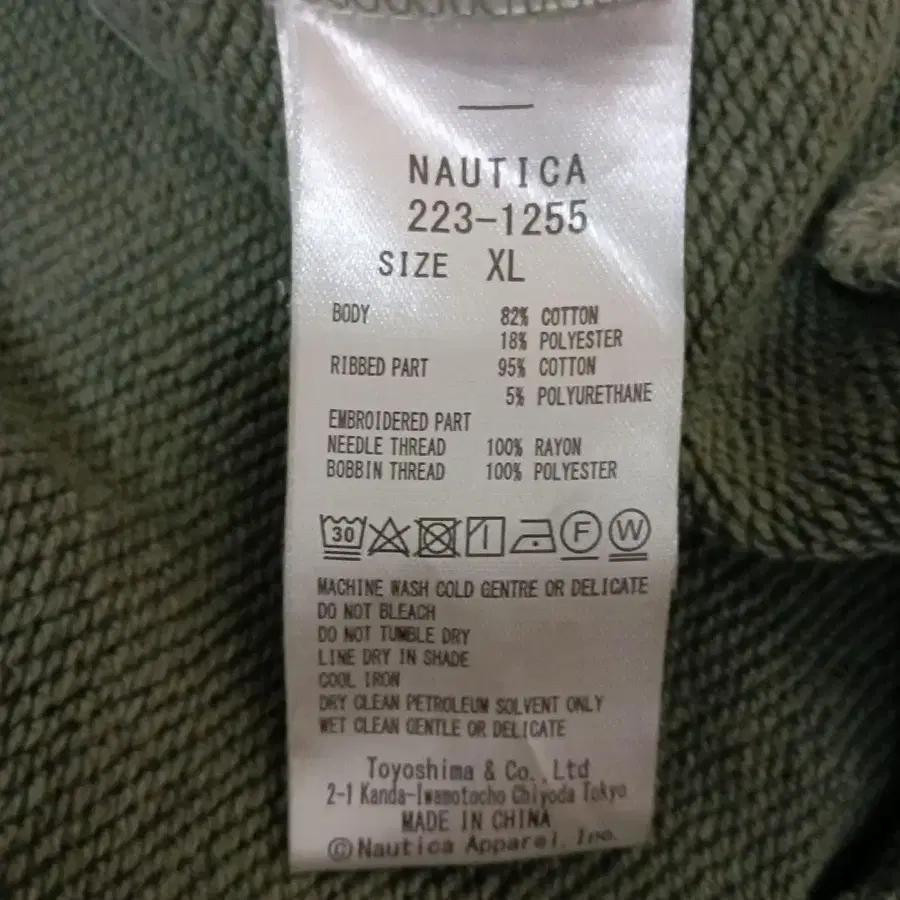 NAUTICA
223-1255
SIZE XL
BODY 82% COTTON
18% POLYESTER
RIBBED PART 95% COTTON
5% POLYURETHANE
EMBROIDERED PART
NEEDLE THREAD 100% RAYON
BOBBIN THREAD 100% POLYESTER
30 F W
MACHINE WASH COLD GENTRE OR DELICATE
DO NOT BLEACH
DO NOT TUMBLE DRY
LINE DRY IN SHADE
COOL IRON
DRY CLEAN PETROLEUM SOLVENT ONLY
WET CLEAN GENTLE OR DELICATE
Toyoshima & Co.,Ltd
2-1 Kanda-Iwamotocho Chiyoda Tokyo
MADE IN CHINA
©Nautica Apparel, Inc.